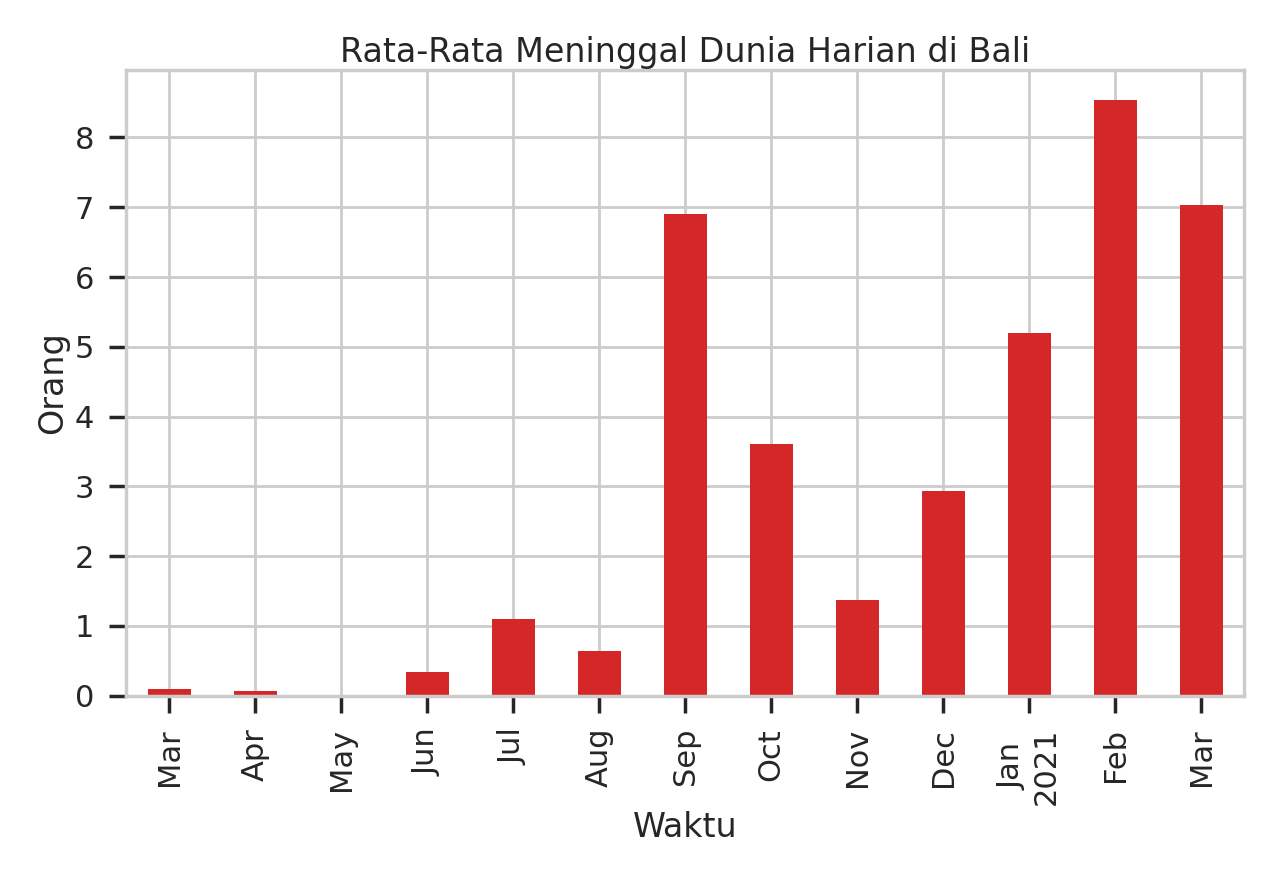 Rata-Rata Meninggal Dunia Harian di Bali
8
7
6
5
4
3
2
1
0
Orang
Mar
Apr
May
Jun
Jul
Aug
Sep
Oct
Nov
Dec
Jan
2021
Feb
Mar
Waktu